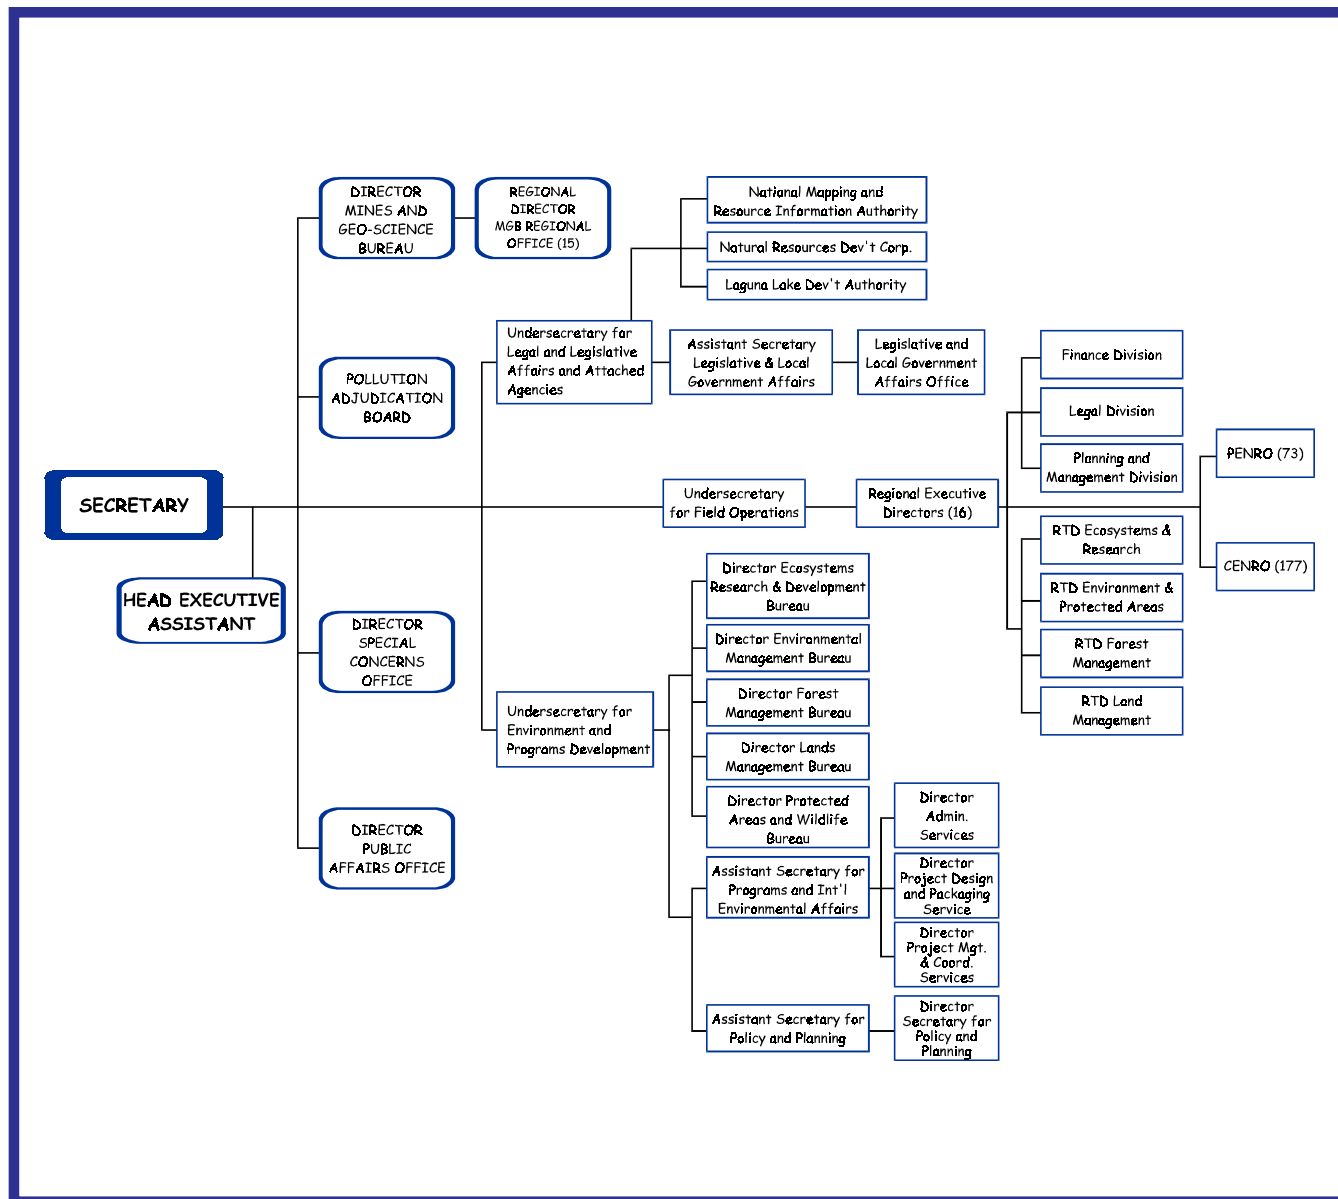 DIRECTOR
MINES AND
GEO-SCIENCE
BUREAU
REGIONAL
DIRECTOR
MGB REGIONAL
OFFICE (15)
National Mapping and
Resource Information Authority
Natural Resources Dev't Corp.
Laguna Lake Dev't Authority
Undersecretary for
Legal and Legislative
Affairs and Attached
Agencies
Assistant Secretary
Legislative & Local
Government Affairs
Legislative and
Local Government
Affairs Office
Finance Division
Legal Division
Planning and
Management Division
POLLUTION
ADJUDICATION
BOARD
PENRO (73)
SECRETARY
Undersecretary
for Field Operations
Regional Executive
Directors (16)
RTD Ecosystems &
Research
CENRO (177)
RTD Environment &
Protected Areas
RTD Forest
Management
RTD Land
Management
HEAD EXECUTIVE
ASSISTANT
DIRECTOR
SPECIAL
CONCERNS
OFFICE
Director Ecosystems
Research & Development
Bureau
Director Environmental
Management Bureau
Director Forest
Management Bureau
Director Lands
Management Bureau
Director Protected
Areas and Wildlife
Bureau
Undersecretary for
Environment and
Programs Development
DIRECTOR
PUBLIC
AFFAIRS OFFICE
Assistant Secretary for
Programs and Int'l
Environmental Affairs
Director
Admin.
Services
Director
Project Design
and Packaging
Service
Director
Project Mgt.
& Coord.
Services
Assistant Secretary for
Policy and Planning
Director
Secretary for
Policy and
Planning